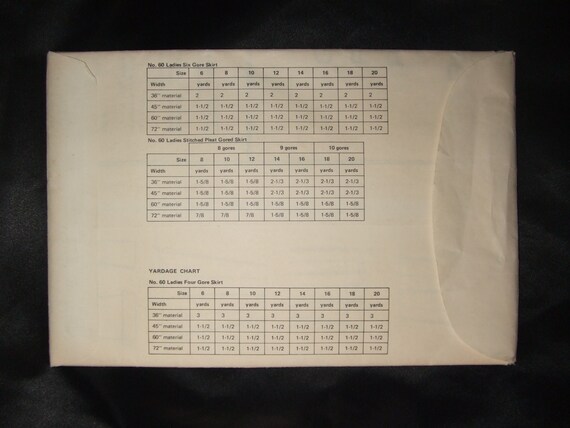 No. 60 Ladies Six Gore Skirt
Size 6 8 10 12 14 16 18 20
Width yards yards yards yards yards yards yards yards
36" material 2 2 2 2 3 2 2 2
45" material 1-1/2 1-1/2 1-1/2 1-1/2 1-1/2 1-1/2 1-1/2 1-1/2
60" material 1-1/2 1-1/2 1-1/2 1-1/2 1-1/2 1-1/2 1-1/2 1-1/2
72" material 1-1/2 1-1/2 1-1/2 1-1/2 1-1/2 1-1/2 1-1/2 1-1/2
No. 60 Ladies Stitched Pleat Gored Skirt
8 gores 9 gores 10 gores
Size 8 10 12 14 16 18 20
Width yards yards yards yards yards yards yards
36" material 1-5/8 1-5/8 1-5/8 2-1/3 2-1/3 2-1/3 2-1/3
45" material 1-5/8 1-5/8 1-5/8 2-1/3 2-1/3 2-1/3 2-1/3
60" material 1-5/8 1-5/8 1-5/8 1-5/8 1-5/8 1-5/8 1-5/8
72" material 7/8 7/8 7/8 1-5/8 1-5/8 1-5/8 1-5/8
YARDAGE CHART
No. 60 Ladies Four Gore Skirt
Size 6 8 10 12 14 16 18 20
Width yards yards yards yards yards yards yards yards
36" material 3 3 3 3 3 3 3 3
45" material 1-1/2 1-1/2 1-1/2 1-1/2 1-1/2 1-1/2 1-1/2 1-1/2
60" material 1-1/2 1-1/2 1-1/2 1-1/2 1-1/2 1-1/2 1-1/2 1-1/2
72" material 1-1/2 1-1/2 1-1/2 1-1/2 1-1/2 1-1/2 1-1/2 1-1/2